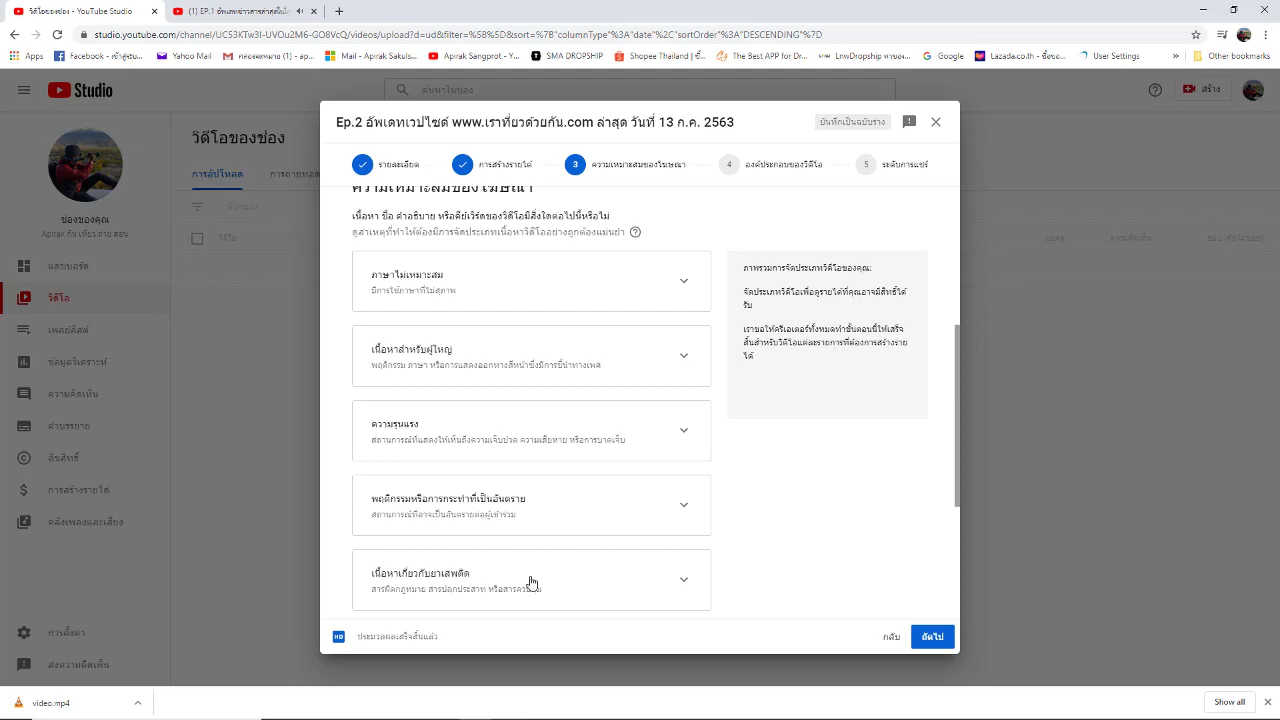 วิดีโอของช่อง - YouTube Studio
(1) EP.1 อัพเดทข่าวสารล่าสุดในเ
studio.youtube.com/channel/UC53KTw3I-IVOu2M6-GO8VcQ/videos/upload?d=ud&filter=%5B%5D&sort=%7B"columnType"%3A"date"%2C"sortOrder"%3A"DESCENDING"%7D
Apps
Facebook - เข้าสู่ระบ...
Yahoo Mail
Gmail
Mail - Apirak Sakuls...
Apirak Sangprot - Y...
SMA DROPSHIP
Shopee Thailand | ซื้...
The Best APP for Dr...
LnwDropship หาของ...
Google
Lazada.co.th - ซื้อของ...
User Settings
»
Other bookmarks
Studio
ค้นหาในช่อง
สร้าง
ช่องของคุณ
Apirak กิน เที่ยว ถ่าย ตอน
แดชบอร์ด
วิดีโอ
เพลย์ลิสต์
ข้อมูลวิเคราะห์
ความคิดเห็น
คำบรรยาย
ลิขสิทธิ์
การสร้างรายได้
คลังเพลงและเสียง
การตั้งค่า
ส่งความคิดเห็น
วิดีโอของช่อง
การอัปโหลด
การถ่ายทอด
ตัวกรอง
วิดีโอ
ยอดดู
ความคิดเห็น
ชอบ (กับไม่ชอบ)
Ep.2 อัพเดทเวปไซด์ www.เราที่ยวด้วยกัน.com ล่าสุด วันที่ 13 ก.ค. 2563
บันทึกเป็นฉบับร่าง
รายละเอียด
การสร้างรายได้
3 ความเหมาะสมของโฆษณา
4 องค์ประกอบของวิดีโอ
5 ระดับการแชร์
ความเหมาะสมของโฆษณา
เนื้อหา ชื่อ คำอธิบาย หรือคีย์เวิร์ดของวิดีโอมีสิ่งใดต่อไปนี้หรือไม่
ดูสาเหตุที่ทำให้ต้องมีการจัดประเภทเนื้อหาวิดีโออย่างถูกต้องแม่นยำ
ภาษาไม่เหมาะสม
มีการใช้ภาษาที่ไม่สุภาพ
เนื้อหาสำหรับผู้ใหญ่
พฤติกรรม ภาษา หรือการแสดงออกทางสีหน้าซึ่งมีการชี้นำทางเพศ
ความรุนแรง
สถานการณ์ที่แสดงให้เห็นถึงความเจ็บปวด ความเสียหาย หรือการบาดเจ็บ
พฤติกรรมหรือการกระทำที่เป็นอันตราย
สถานการณ์ที่อาจเป็นอันตรายต่อผู้เข้าร่วม
เนื้อหาเกี่ยวกับยาเสพติด
สารผิดกฎหมาย สารปลุกประสาท หรือสารควบคุม
ภาพรวมการจัดประเภทวิดีโอของคุณ:
จัดประเภทวิดีโอเพื่อดูรายได้ที่คุณอาจมีสิทธิ์ได้
รับ
เราขอให้ครีเอเตอร์ทั้งหมดทำขั้นตอนนี้ให้เสร็จ
สิ้นสำหรับวิดีโอแต่ละรายการที่ต้องการสร้างราย
ได้
HD
ประมวลผลเสร็จสิ้นแล้ว
กลับ
ถัดไป
video.mp4
Show all